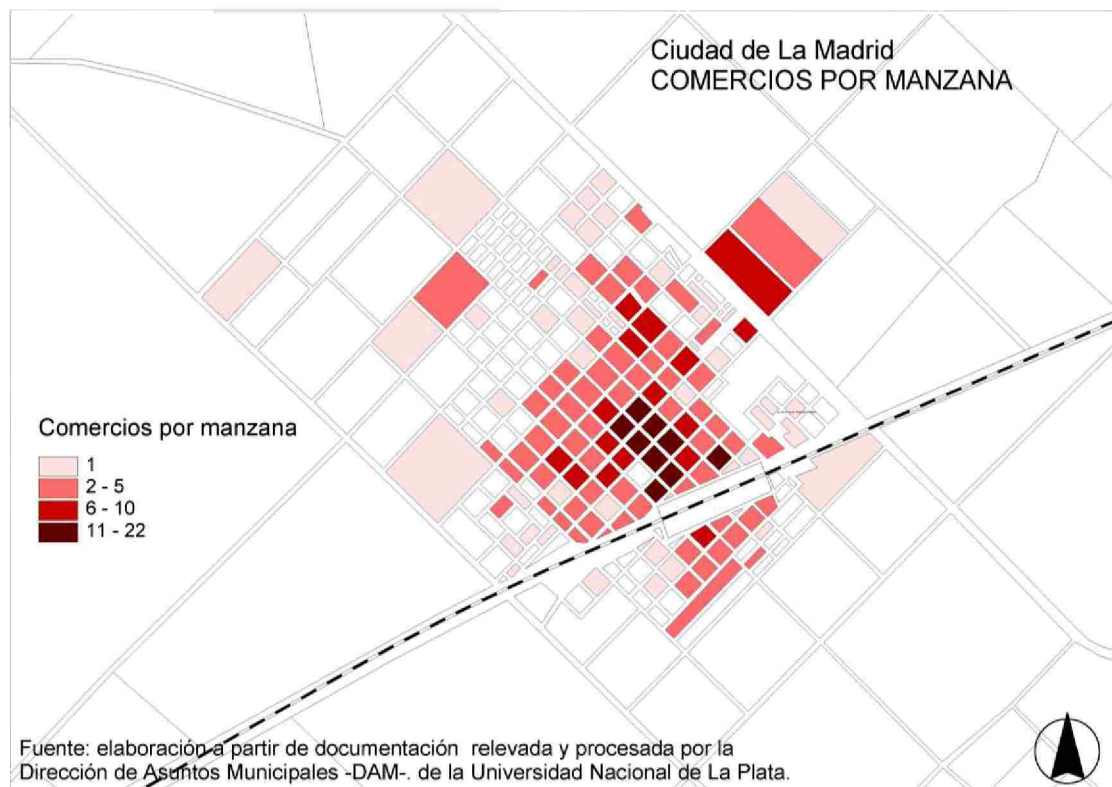 Ciudad de La Madrid
COMERCIOS POR MANZANA
Comercios por manzana
1
2 - 5
6 - 10
11 - 22
Fuente: elaboración a partir de documentación relevada y procesada por la
Dirección de Asuntos Municipales -DAM-. de la Universidad Nacional de La Plata.